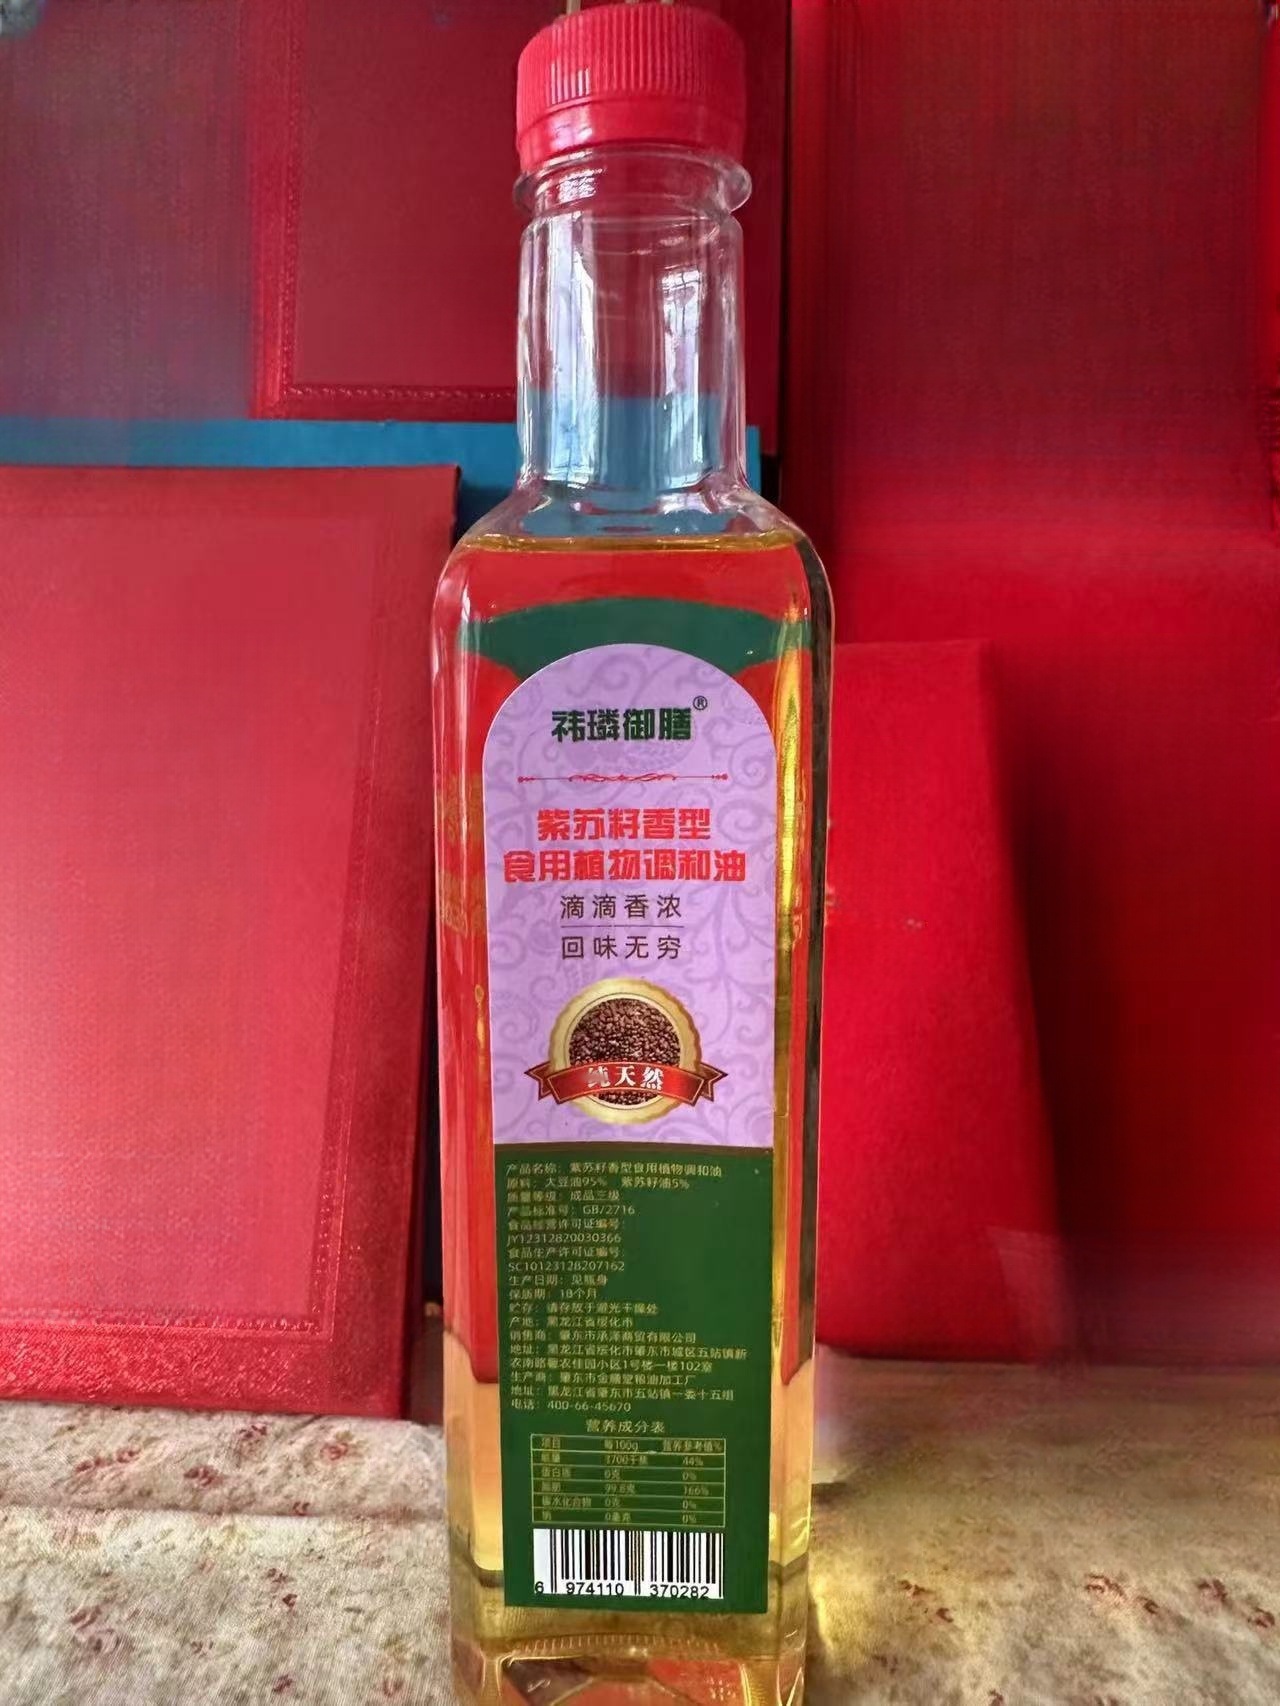 祎璘御膳®
紫苏籽香型
食用植物调和油
滴滴香浓
回味无穷
纯天然
产品名称：紫苏籽香型食用植物调和油
原料：大豆油95% 紫苏籽油5%
质量等级：成品三级
产品标准号：GB/2716
食品经营许可证编号：
JY12312820030366
食品生产许可证编号：
SC10123128207162
生产日期：见瓶身
保质期：18个月
贮存：请存放于避光干燥处
产地：黑龙江省绥化市
销售商：肇东市承泽商贸有限公司
地址：黑龙江省绥化市肇东市城区五站镇新
农南路馨农佳园小区1号楼一楼102室
生产商：肇东市金膳堂粮油加工厂
地址：黑龙江省肇东市五站镇一委十五组
电话：400-66-45670
营养成分表
项目 每100g 营养参考值%
能量 3700千焦 44%
蛋白质 0克 0%
脂肪 99.8克 166%
碳水化合物 0克 0%
钠 0毫克 0%
6 974110 370282